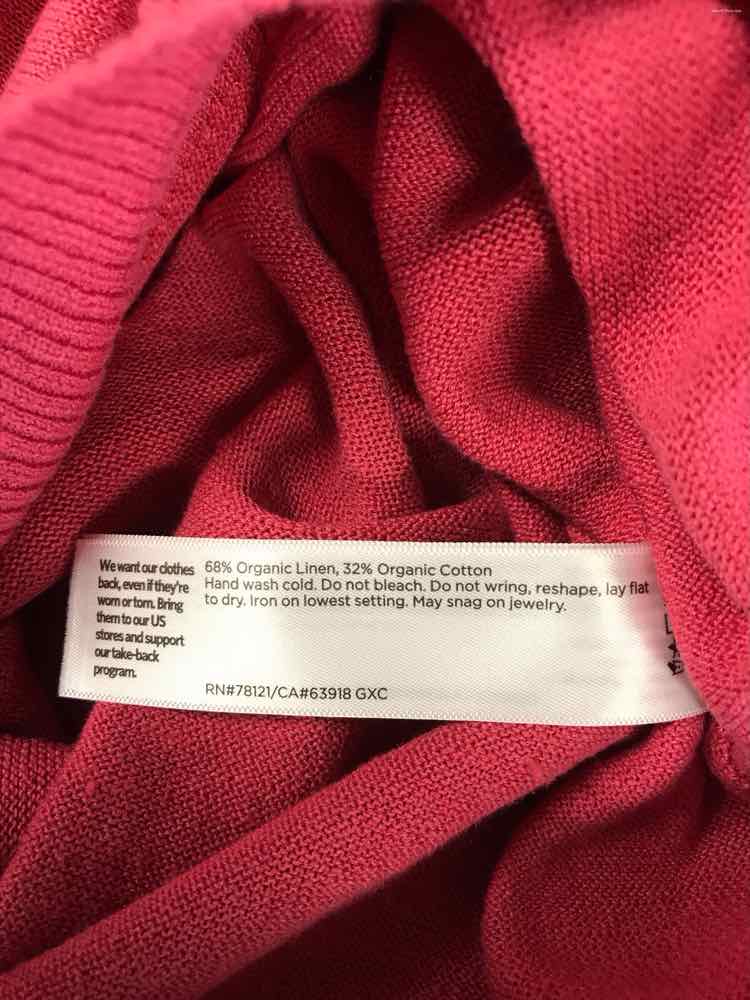 We want our clothes
back, even if they're
worn or torn. Bring
them to our US
stores and support
our take-back
program.
68% Organic Linen, 32% Organic Cotton
Hand wash cold. Do not bleach. Do not wring, reshape, lay flat
to dry. Iron on lowest setting. May snag on jewelry.
RN#78121/CA#63918 GXC